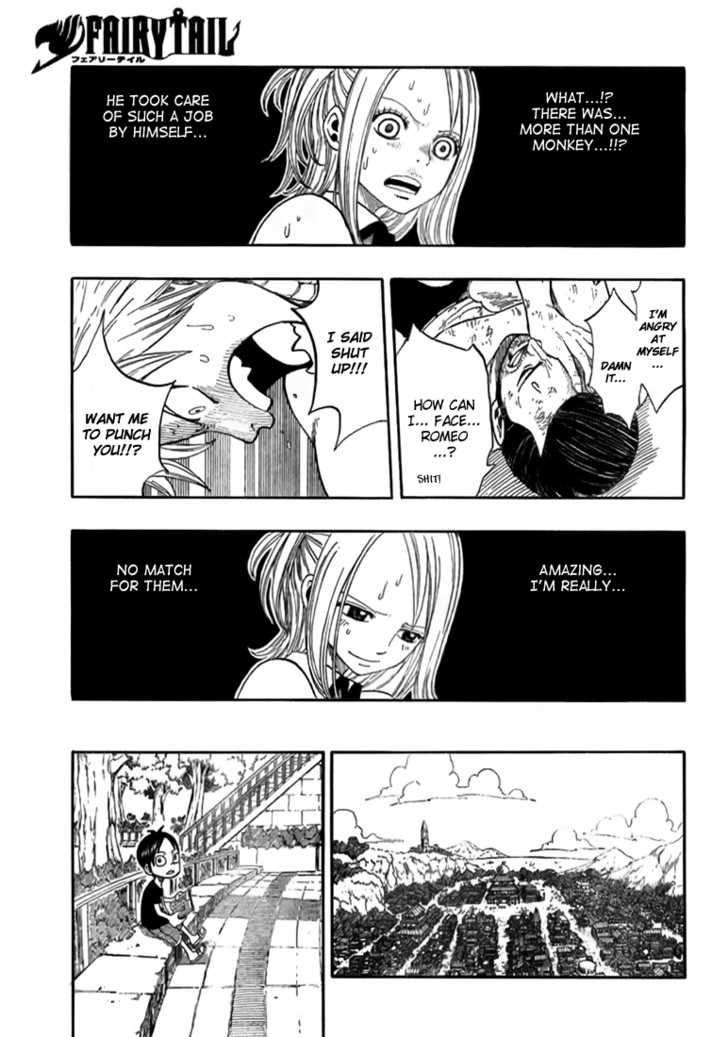 FAIRY TAIL
フェアリーテイル
WHAT...!?
THERE WAS...
MORE THAN ONE
MONKEY...!!?
HE TOOK CARE
OF SUCH A JOB
BY HIMSELF...
I'M
ANGRY
AT
MYSELF
...
DAMN
IT...
HOW CAN
I... FACE...
ROMEO
...?
SHIT!
I SAID
SHUT
UP!!!
WANT ME
TO PUNCH
YOU!!?
AMAZING...
I'M REALLY...
NO MATCH
FOR THEM...